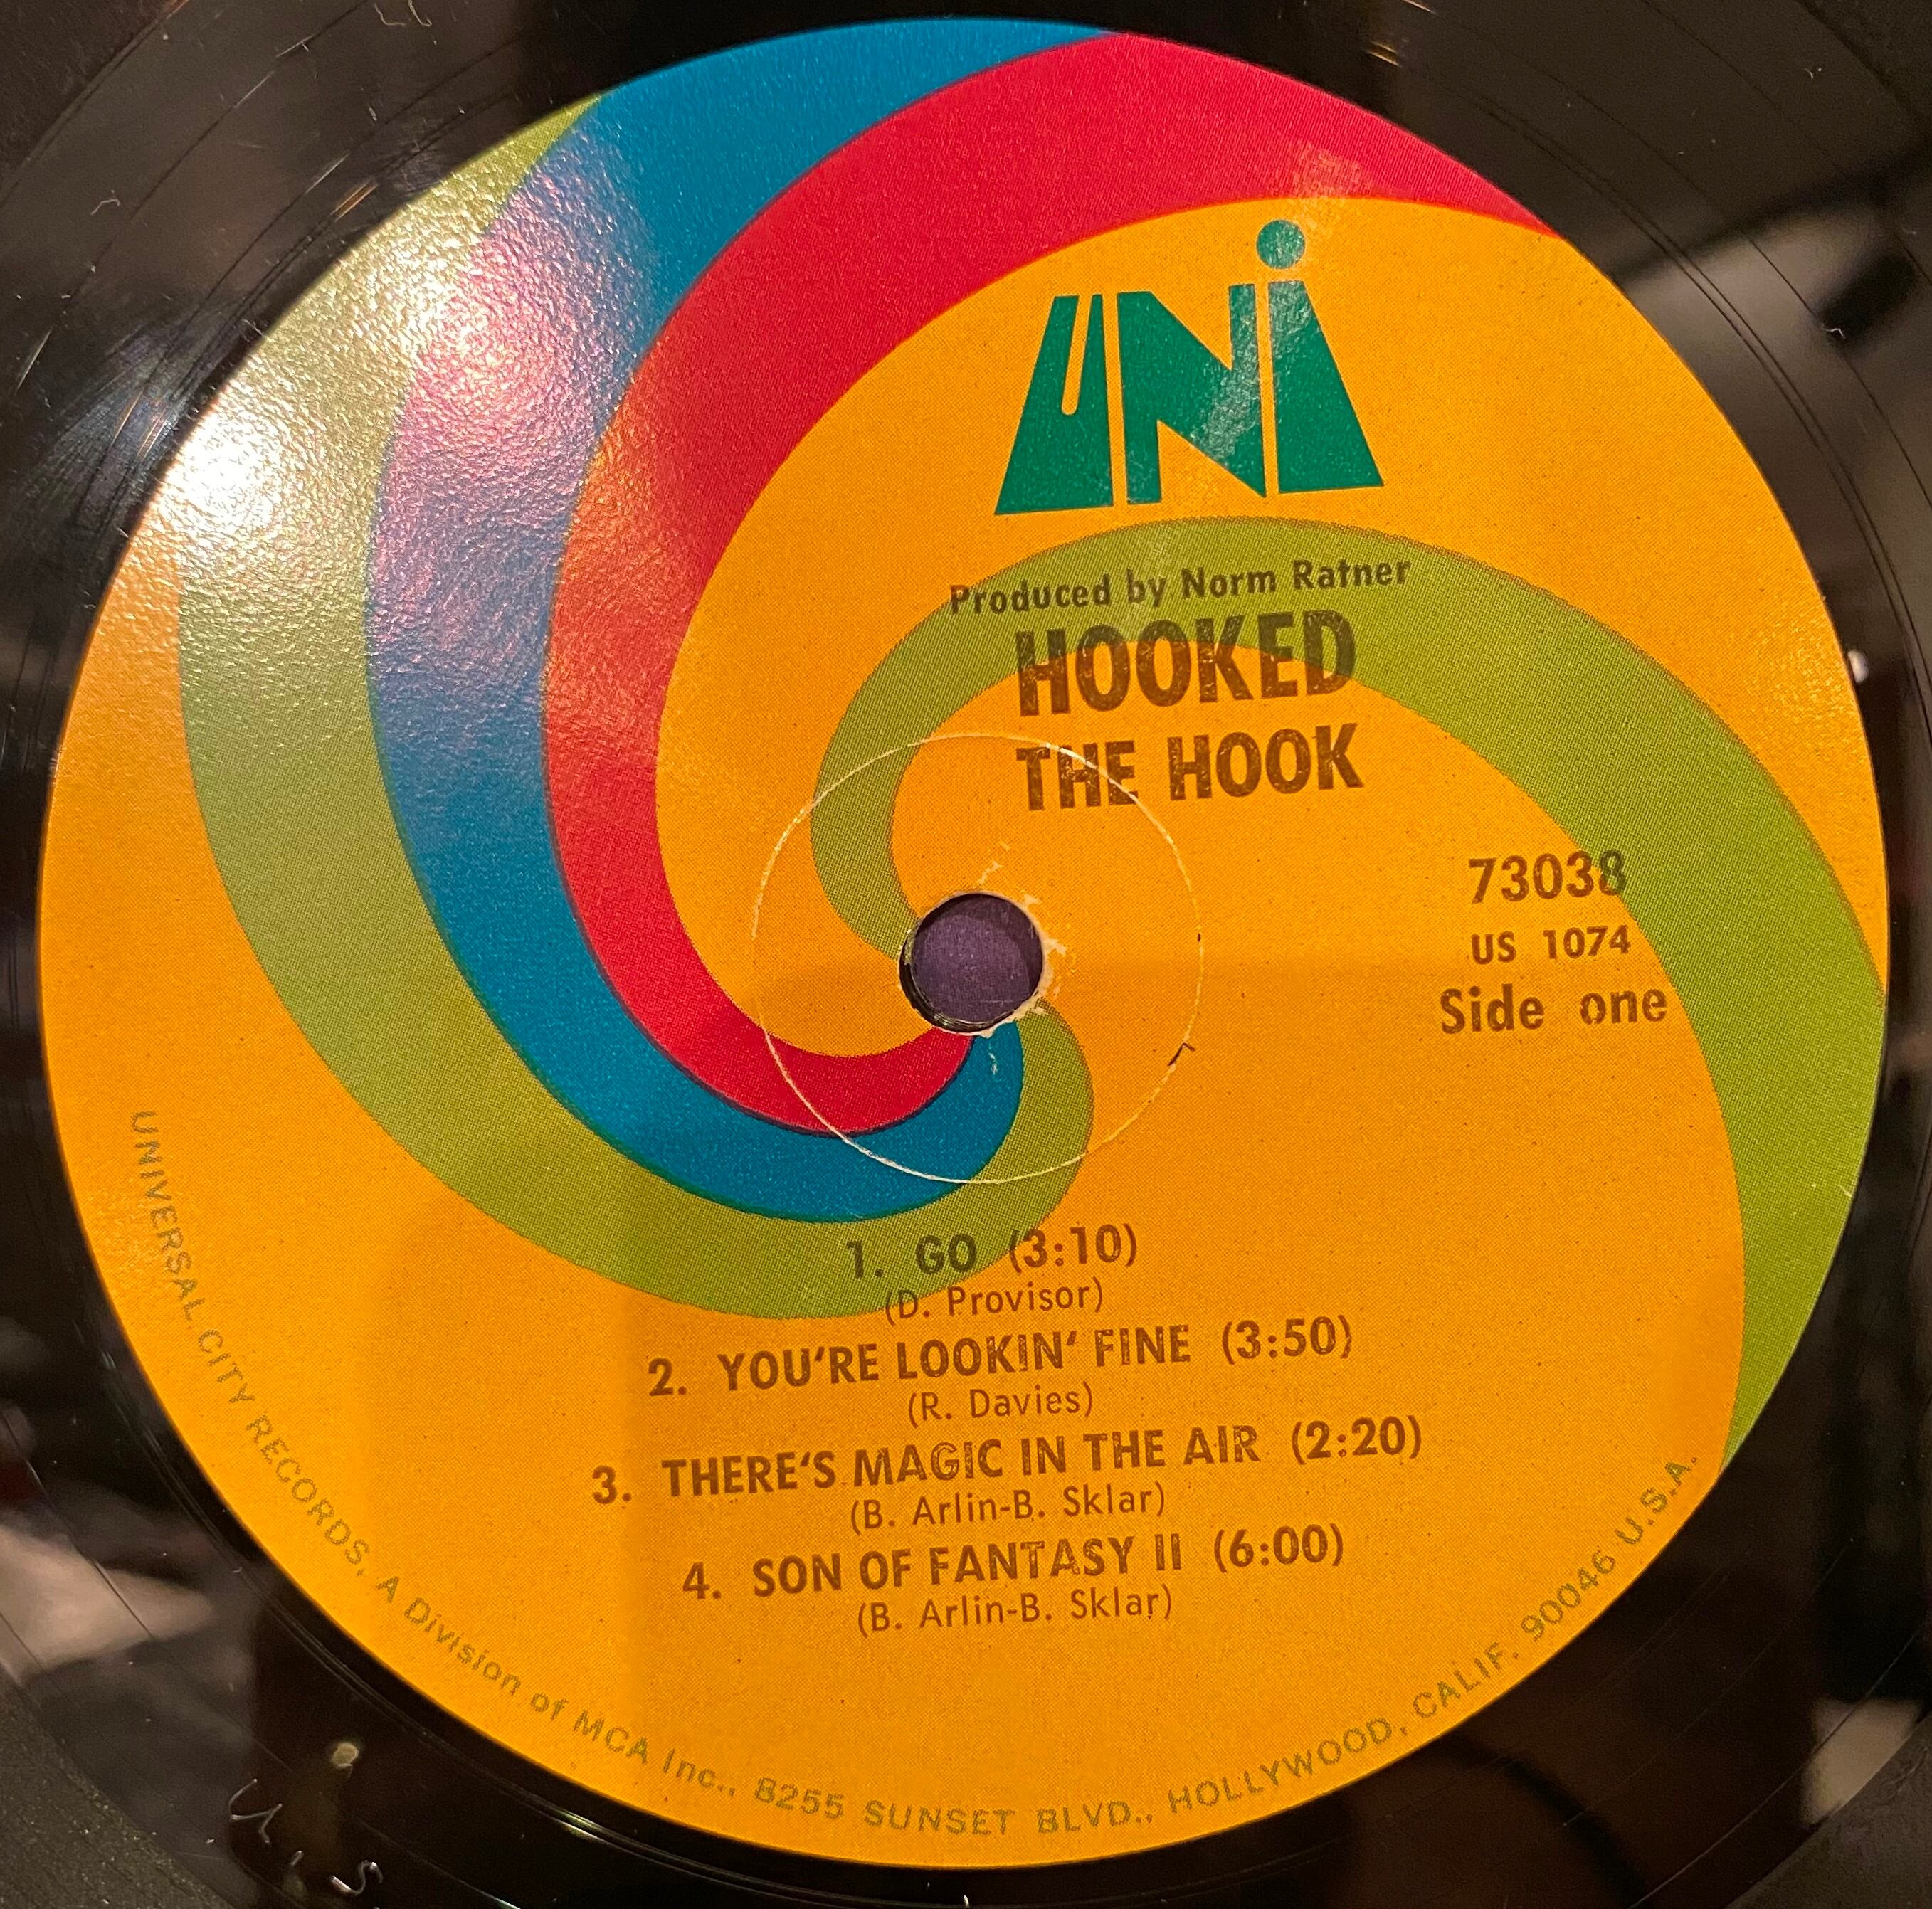 UNi
Produced by Norm Ratner
HOOKED
THE HOOK
73038
US 1074
Side one
1. GO (3:10)
(D. Provisor)
2. YOU'RE LOOKIN' FINE (3:50)
(R. Davies)
3. THERE'S MAGIC IN THE AIR (2:20)
(B. Arlin-B. Sklar)
4. SON OF FANTASY II (6:00)
(B. Arlin-B. Sklar)
UNIVERSAL CITY RECORDS, A Division of MCA Inc., 8255 SUNSET BLVD., HOLLYWOOD, CALIF. 90046 U.S.A.